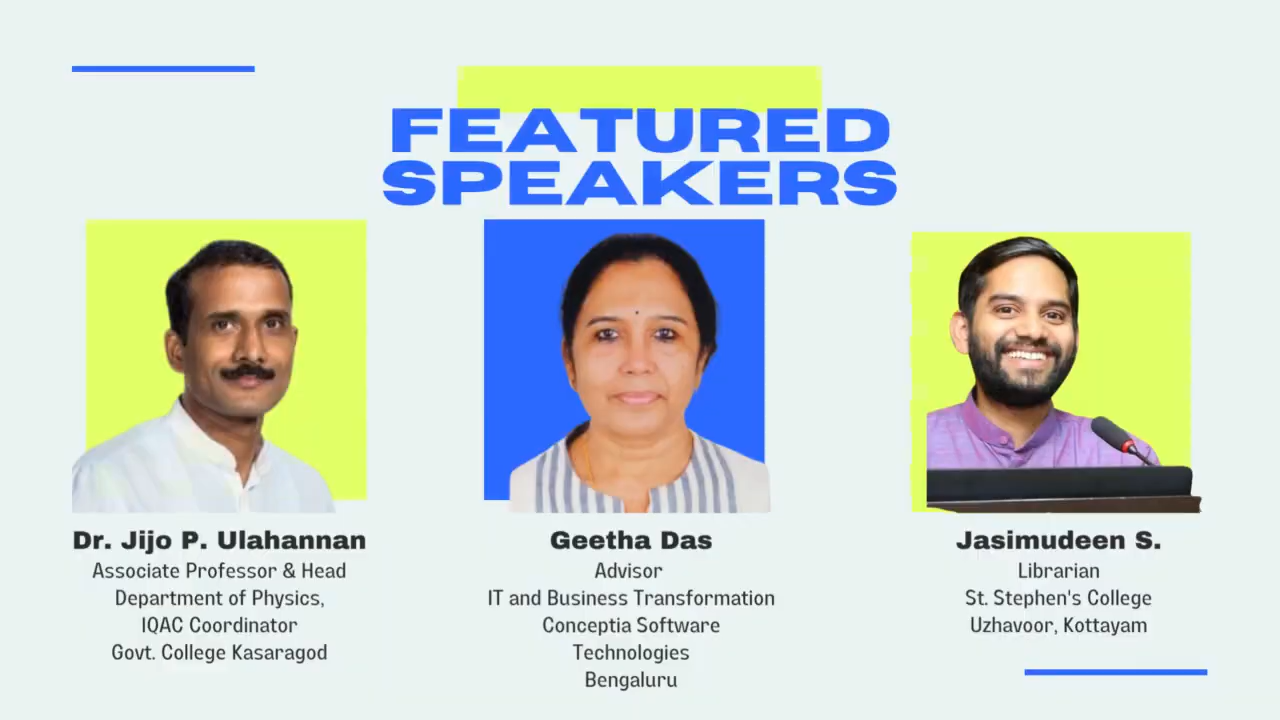 FEATURED
SPEAKERS
Dr. Jijo P. Ulahannan
Associate Professor & Head
Department of Physics,
IQAC Coordinator
Govt. College Kasaragod
Geetha Das
Advisor
IT and Business Transformation
Conceptia Software
Technologies
Bengaluru
Jasimudeen S.
Librarian
St. Stephen's College
Uzhavoor, Kottayam